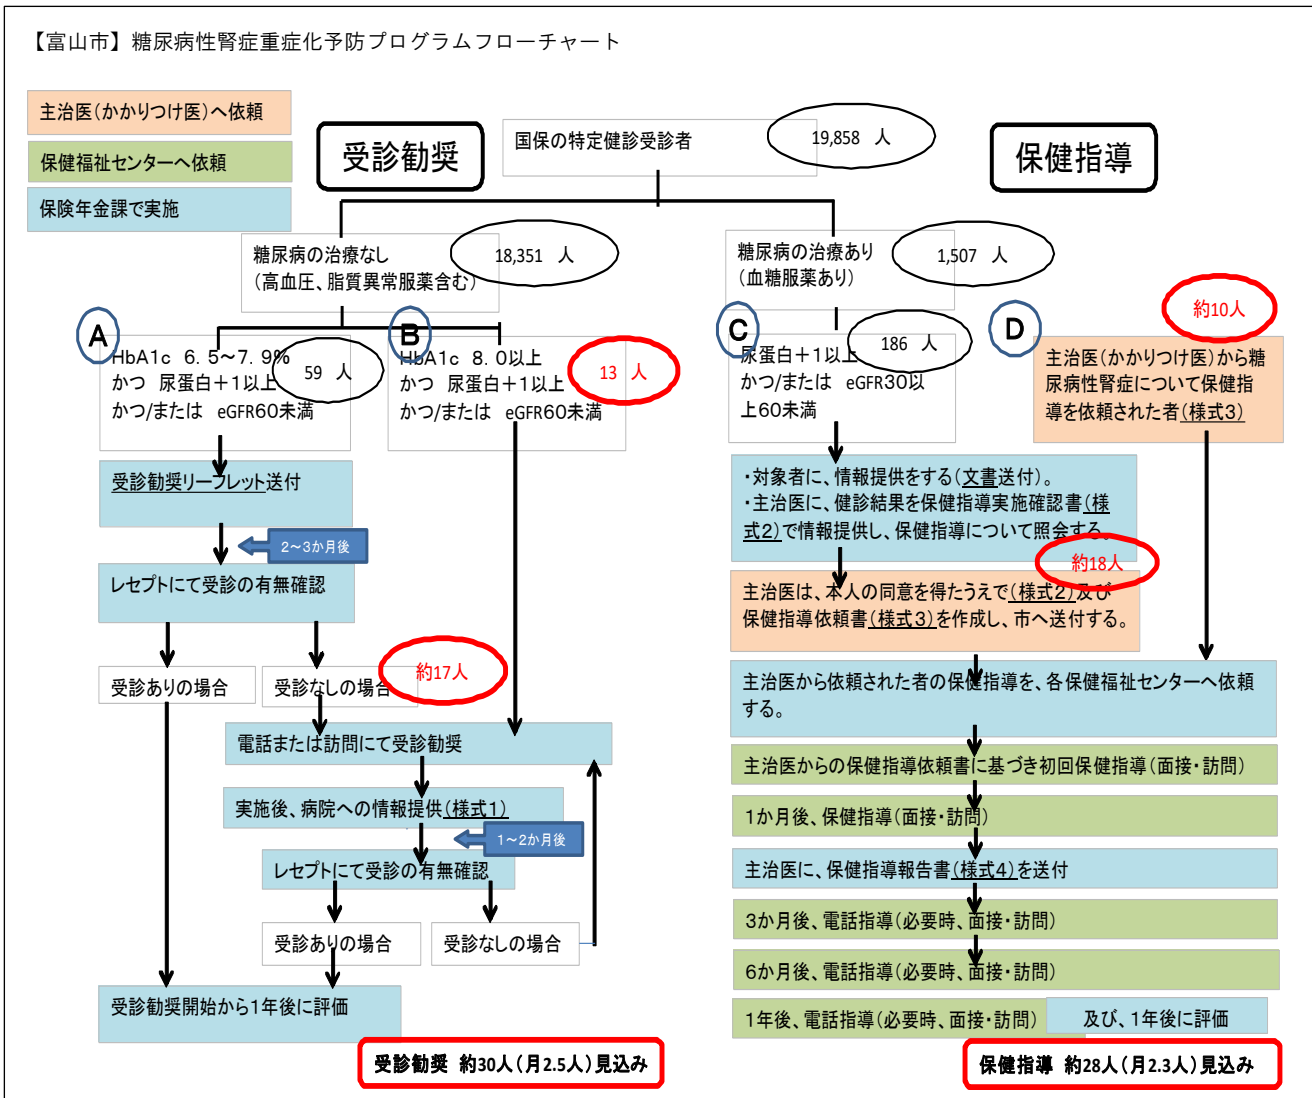 【富山市】糖尿病性腎症重症化予防プログラムフローチャート
主治医(かかりつけ医)へ依頼
保健福祉センターへ依頼
保険年金課で実施
受診勧奨
国保の特定健診受診者
19,858 人
保健指導
糖尿病の治療なし
(高血圧、脂質異常服薬含む)
18,351 人
糖尿病の治療あり
(血糖服薬あり)
1,507 人
A
HbA1c 6.5~7.9%
かつ 尿蛋白+1以上
かつ/または eGFR60未満
59 人
B
HbA1c 8.0以上
かつ 尿蛋白+1以上
かつ/または eGFR60未満
13 人
C
尿蛋白+1以上
かつ/または eGFR30以
上60未満
186 人
D
約10人
主治医(かかりつけ医)から糖
尿病性腎症について保健指
導を依頼された者(様式3)
受診勧奨リーフレット送付
2~3か月後
レセプトにて受診の有無確認
受診ありの場合
受診なしの場合
約17人
電話または訪問にて受診勧奨
実施後、病院への情報提供(様式1)
1~2か月後
レセプトにて受診の有無確認
受診ありの場合
受診なしの場合
受診勧奨開始から1年後に評価
受診勧奨 約30人(月2.5人)見込み
・対象者に、情報提供をする(文書送付)。
・主治医に、健診結果を保健指導実施確認書(様
式2)で情報提供し、保健指導について照会する。
約18人
主治医は、本人の同意を得たうえで(様式2)及び
保健指導依頼書(様式3)を作成し、市へ送付する。
主治医から依頼された者の保健指導を、各保健福祉センターへ依頼
する。
主治医からの保健指導依頼書に基づき初回保健指導(面接・訪問)
1か月後、保健指導(面接・訪問)
主治医に、保健指導報告書(様式4)を送付
3か月後、電話指導(必要時、面接・訪問)
6か月後、電話指導(必要時、面接・訪問)
1年後、電話指導(必要時、面接・訪問)
及び、1年後に評価
保健指導 約28人(月2.3人)見込み